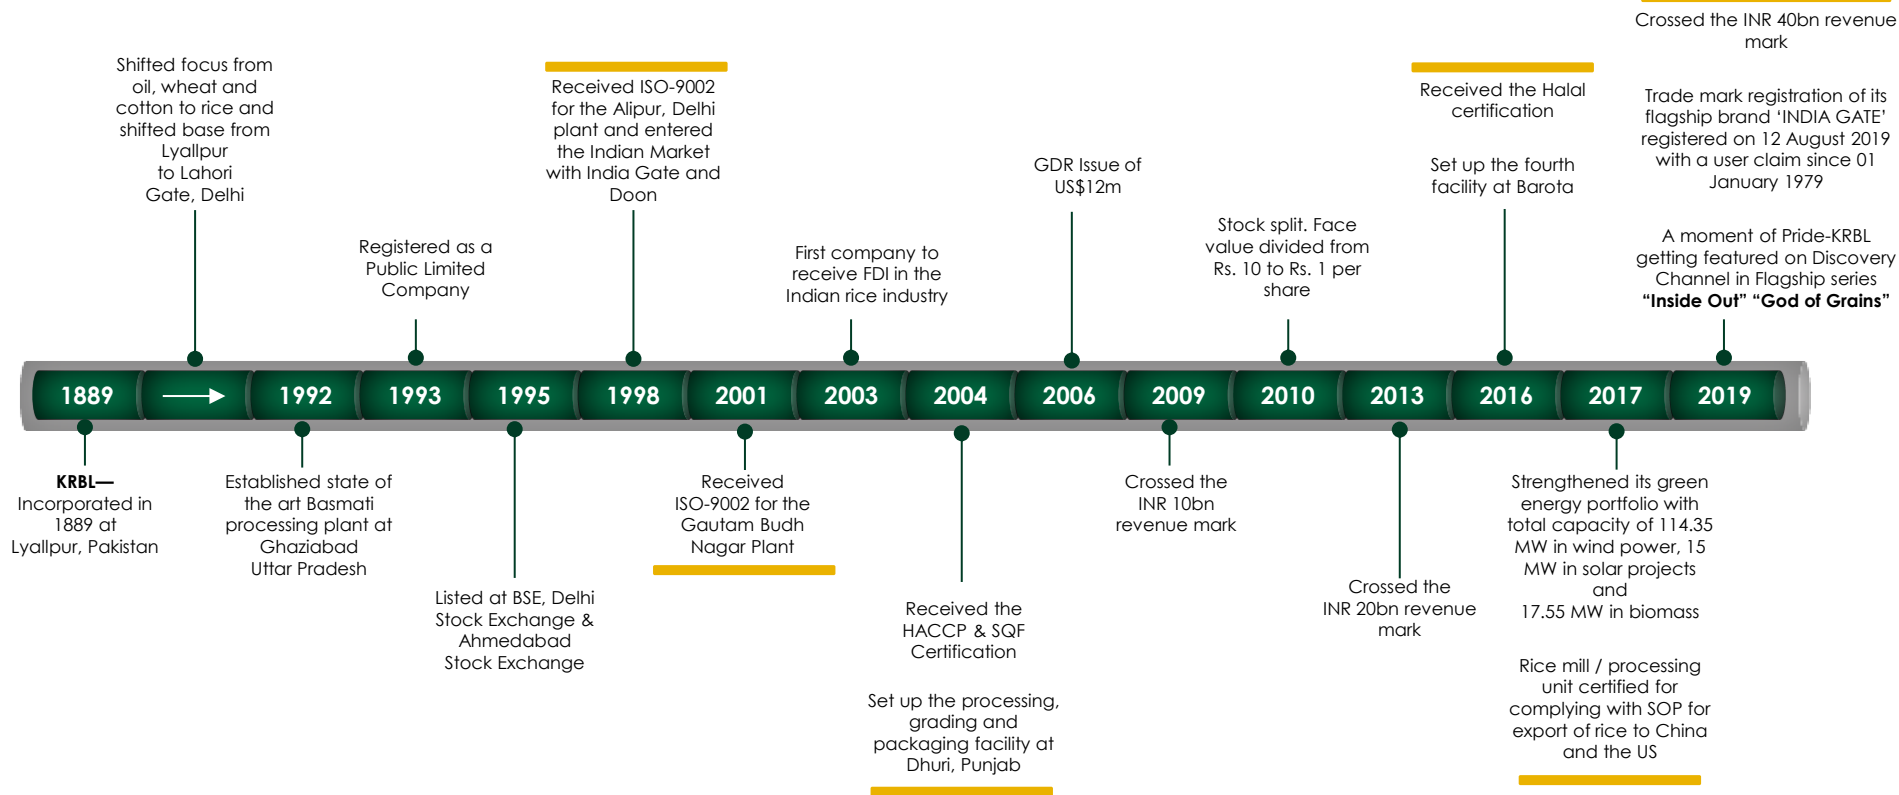 Shifted focus from
oil, wheat and
cotton to rice and
shifted base from
Lyallpur
to Lahori
Gate, Delhi
Registered as a
Public Limited
Company
Received ISO-9002
for the Alipur, Delhi
plant and entered
the Indian Market
with India Gate and
Doon
First company to
receive FDI in the
Indian rice industry
GDR Issue of
US$12m
Stock split. Face
value divided from
Rs. 10 to Rs. 1 per
share
Received the Halal
certification
Set up the fourth
facility at Barota
Crossed the INR 40bn revenue
mark
Trade mark registration of its
flagship brand ‘INDIA GATE’
registered on 12 August 2019
with a user claim since 01
January 1979
A moment of Pride-KRBL
getting featured on Discovery
Channel in Flagship series
“Inside Out” “God of Grains”
1889 1992 1993 1995 1998 2001 2003 2004 2006 2009 2010 2013 2016 2017 2019
KRBL—
Incorporated in
1889 at
Lyallpur, Pakistan
Established state of
the art Basmati
processing plant at
Ghaziabad
Uttar Pradesh
Listed at BSE, Delhi
Stock Exchange &
Ahmedabad
Stock Exchange
Received
ISO-9002 for the
Gautam Budh
Nagar Plant
Received the
HACCP & SQF
Certification
Set up the processing,
grading and
packaging facility at
Dhuri, Punjab
Crossed the
INR 10bn
revenue mark
Crossed the
INR 20bn revenue
mark
Strengthened its green
energy portfolio with
total capacity of 114.35
MW in wind power, 15
MW in solar projects
and
17.55 MW in biomass
Rice mill / processing
unit certified for
complying with SOP for
export of rice to China
and the US